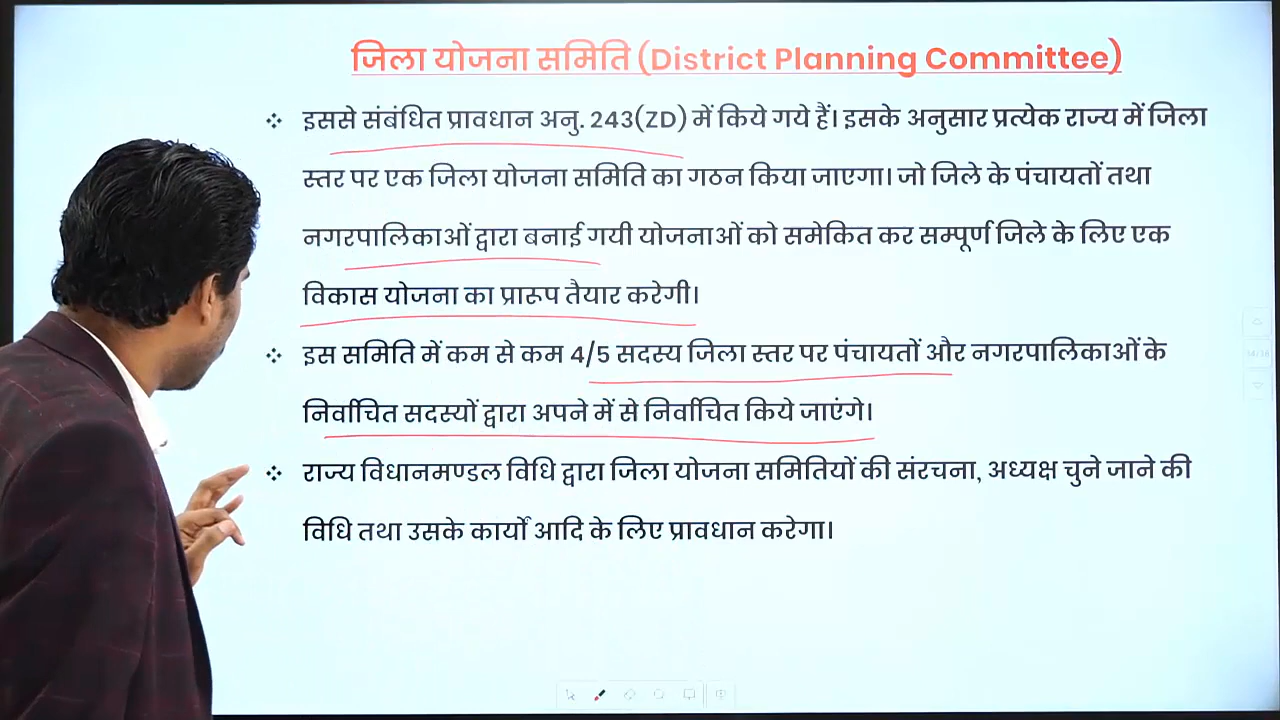 जिला योजना समिति (District Planning Committee)
❖ इससे संबंधित प्रावधान अनु. 243(ZD) में किये गये हैं। इसके अनुसार प्रत्येक राज्य में जिला
स्तर पर एक जिला योजना समिति का गठन किया जाएगा। जो जिले के पंचायतों तथा
नगरपालिकाओं द्वारा बनाई गयी योजनाओं को समेकित कर सम्पूर्ण जिले के लिए एक
विकास योजना का प्रारूप तैयार करेगी।
❖ इस समिति में कम से कम 4/5 सदस्य जिला स्तर पर पंचायतों और नगरपालिकाओं के
निर्वाचित सदस्यों द्वारा अपने में से निर्वाचित किये जाएंगे।
❖ राज्य विधानमण्डल विधि द्वारा जिला योजना समितियों की संरचना, अध्यक्ष चुने जाने की
विधि तथा उसके कार्यों आदि के लिए प्रावधान करेगा।